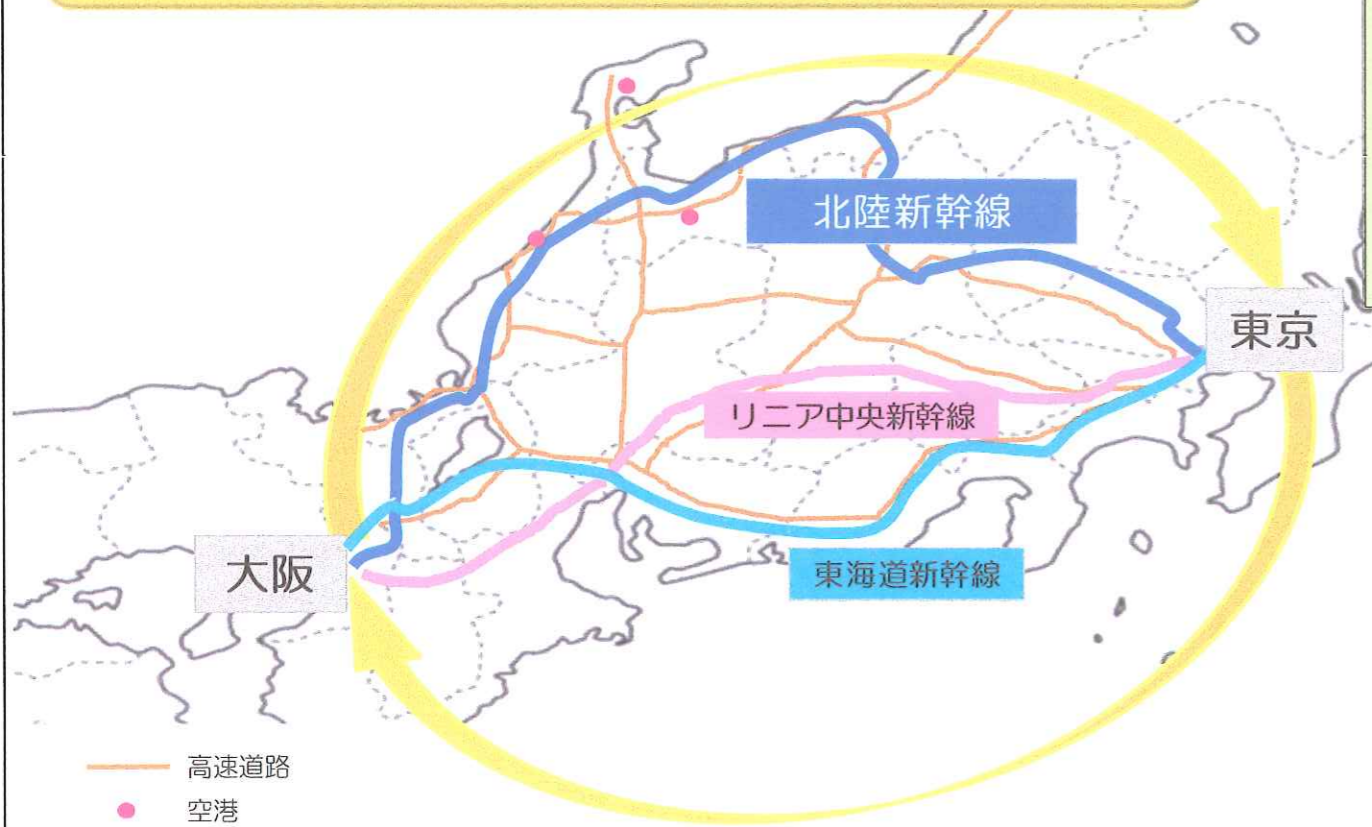 北陸新幹線
東京
リニア中央新幹線
大阪
東海道新幹線
高速道路
空港